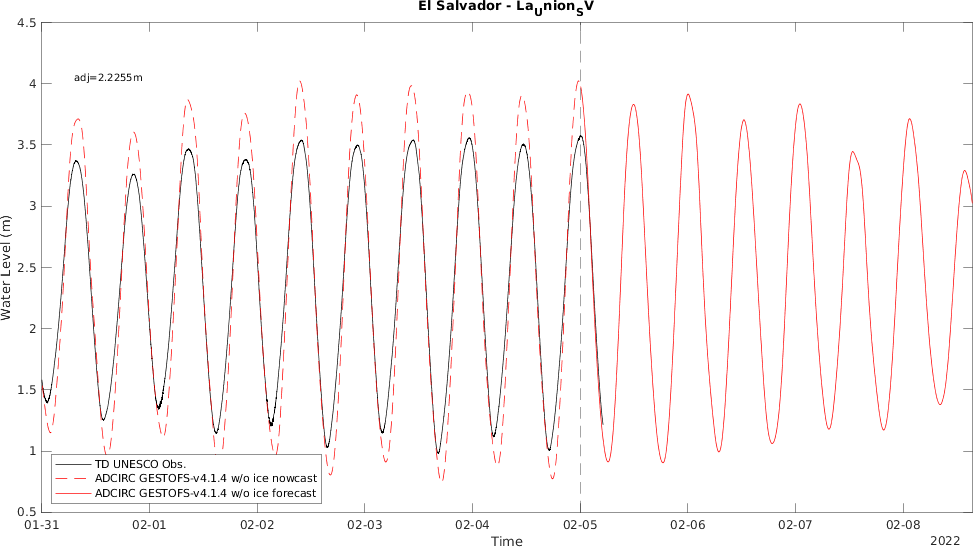 El Salvador - LaUnionSV
adj=2.2255m
Water Level (m)
4.5
4
3.5
3
2.5
2
1.5
1
0.5
TD UNESCO Obs.
ADCIRC GESTOFS-v4.1.4 w/o ice nowcast
ADCIRC GESTOFS-v4.1.4 w/o ice forecast
01-31 02-01 02-02 02-03 02-04 02-05 02-06 02-07 02-08
Time
2022